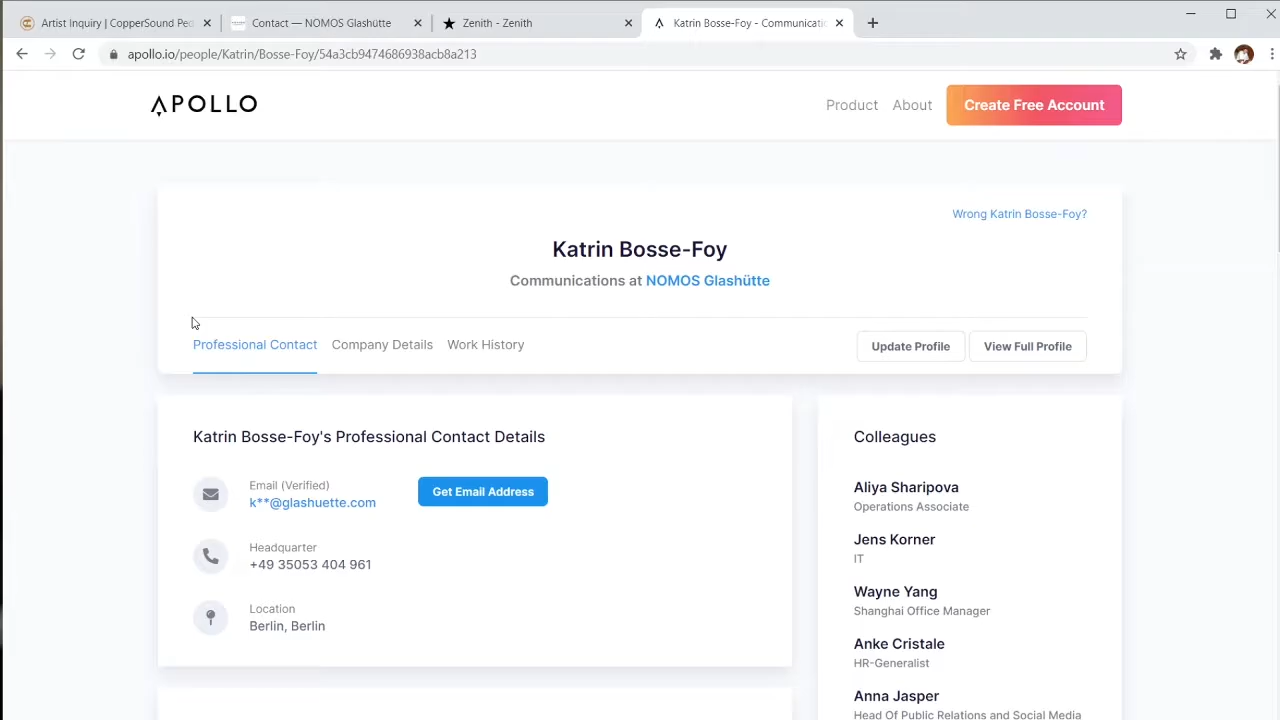 Artist Inquiry | CopperSound Ped
Contact — NOMOS Glashütte
Zenith - Zenith
Katrin Bosse-Foy - Communicatio
apollo.io/people/Katrin/Bosse-Foy/54a3cb9474686938acb8a213
APOLLO
Product
About
Create Free Account
Wrong Katrin Bosse-Foy?
Katrin Bosse-Foy
Communications at NOMOS Glashütte
Professional Contact
Company Details
Work History
Update Profile
View Full Profile
Katrin Bosse-Foy's Professional Contact Details
Email (Verified)
k**@glashuette.com
Get Email Address
Headquarter
+49 35053 404 961
Location
Berlin, Berlin
Colleagues
Aliya Sharipova
Operations Associate
Jens Korner
IT
Wayne Yang
Shanghai Office Manager
Anke Cristale
HR-Generalist
Anna Jasper
Head Of Public Relations and Social Media